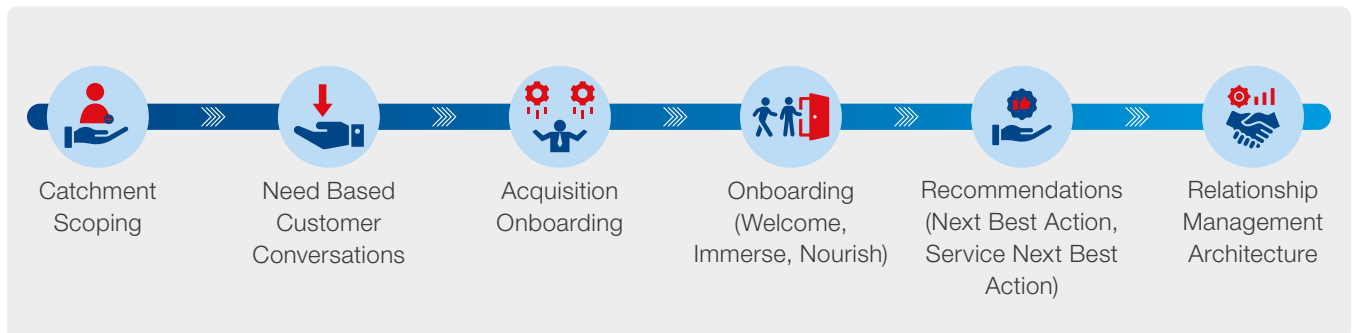 Catchment
Scoping
Need Based
Customer
Conversations
Acquisition
Onboarding
Onboarding
(Welcome,
Immerse, Nourish)
Recommendations
(Next Best Action,
Service Next Best
Action)
Relationship
Management
Architecture